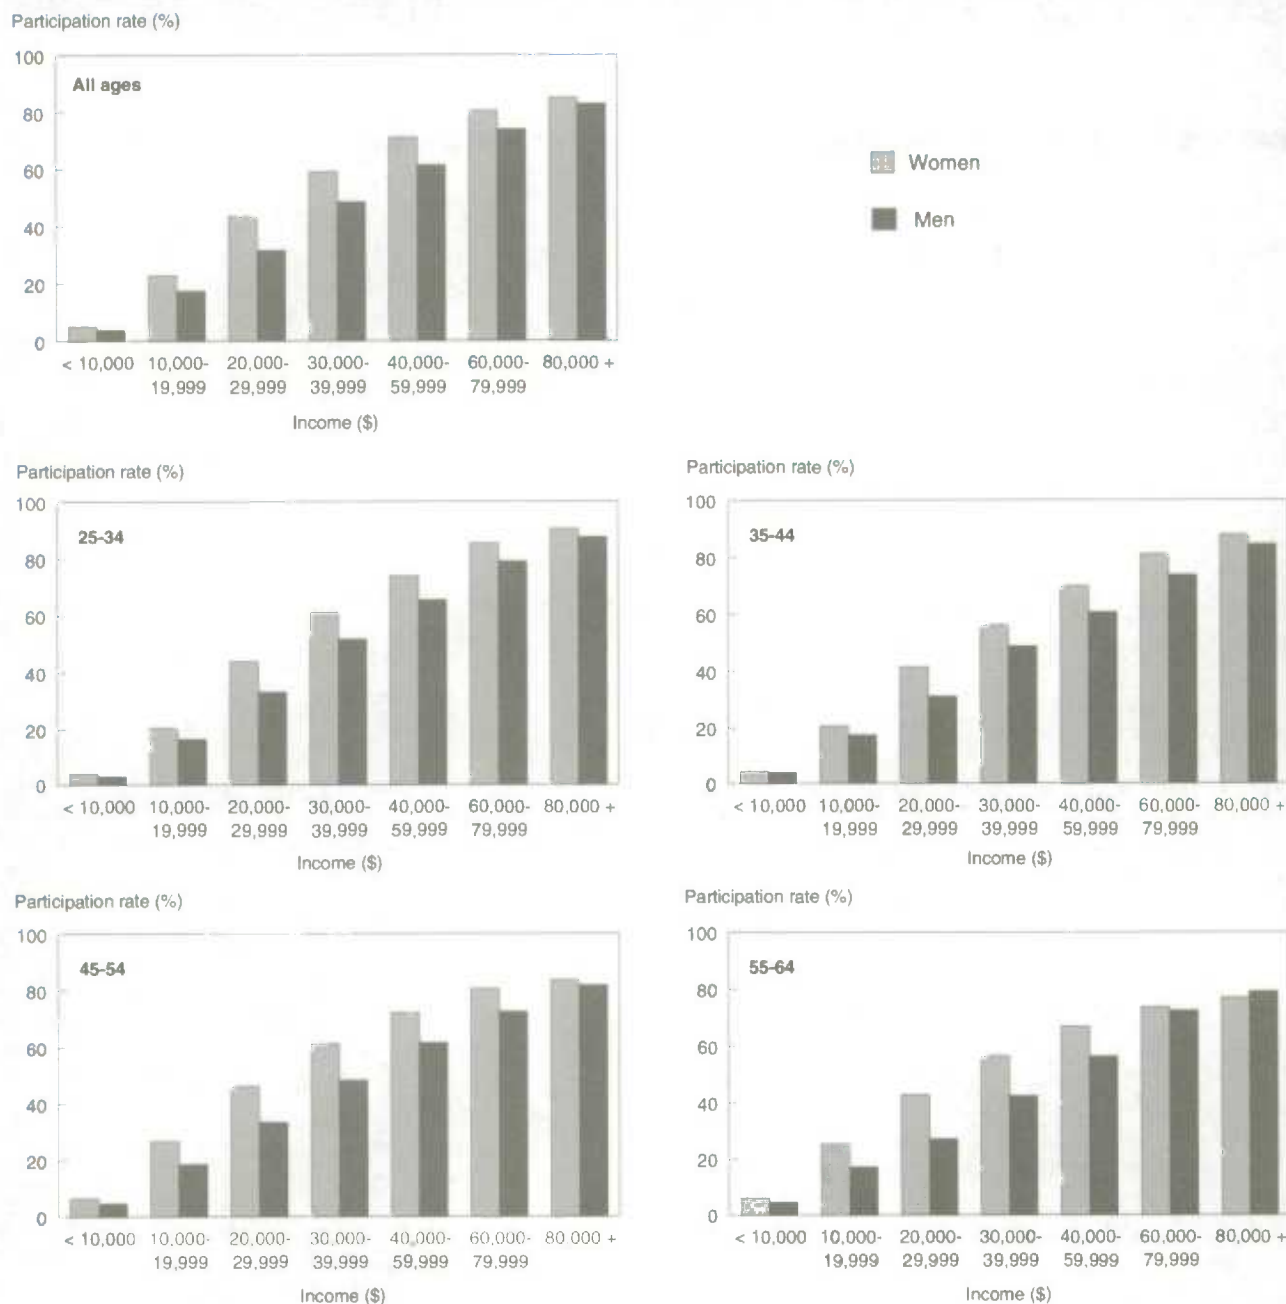 Participation rate (%)
100
All ages
80
60
40
20
0
< 10,000 10,000- 20,000- 30,000- 40,000- 60,000- 80,000 +
19,999 29,999 39,999 59,999 79,999
Income ($)
Women
Men
Participation rate (%)
100
25-34
80
60
40
20
0
< 10,000 10,000- 20,000- 30,000- 40,000- 60,000- 80,000 +
19,999 29,999 39,999 59,999 79,999
Income ($)
Participation rate (%)
100
35-44
80
60
40
20
0
< 10,000 10,000- 20,000- 30,000- 40,000- 60,000- 80,000 +
19,999 29,999 39,999 59,999 79,999
Income ($)
Participation rate (%)
100
45-54
80
60
40
20
0
< 10,000 10,000- 20,000- 30,000- 40,000- 60,000- 80.000 +
19,999 29,999 39,999 59,999 79,999
Income ($)
Participation rate (%)
100
55-64
80
60
40
20
0
< 10,000 10,000- 20,000- 30,000- 40,000- 60,000- 80,000 +
19,999 29,999 39,999 59.999 79,999
Income ($)